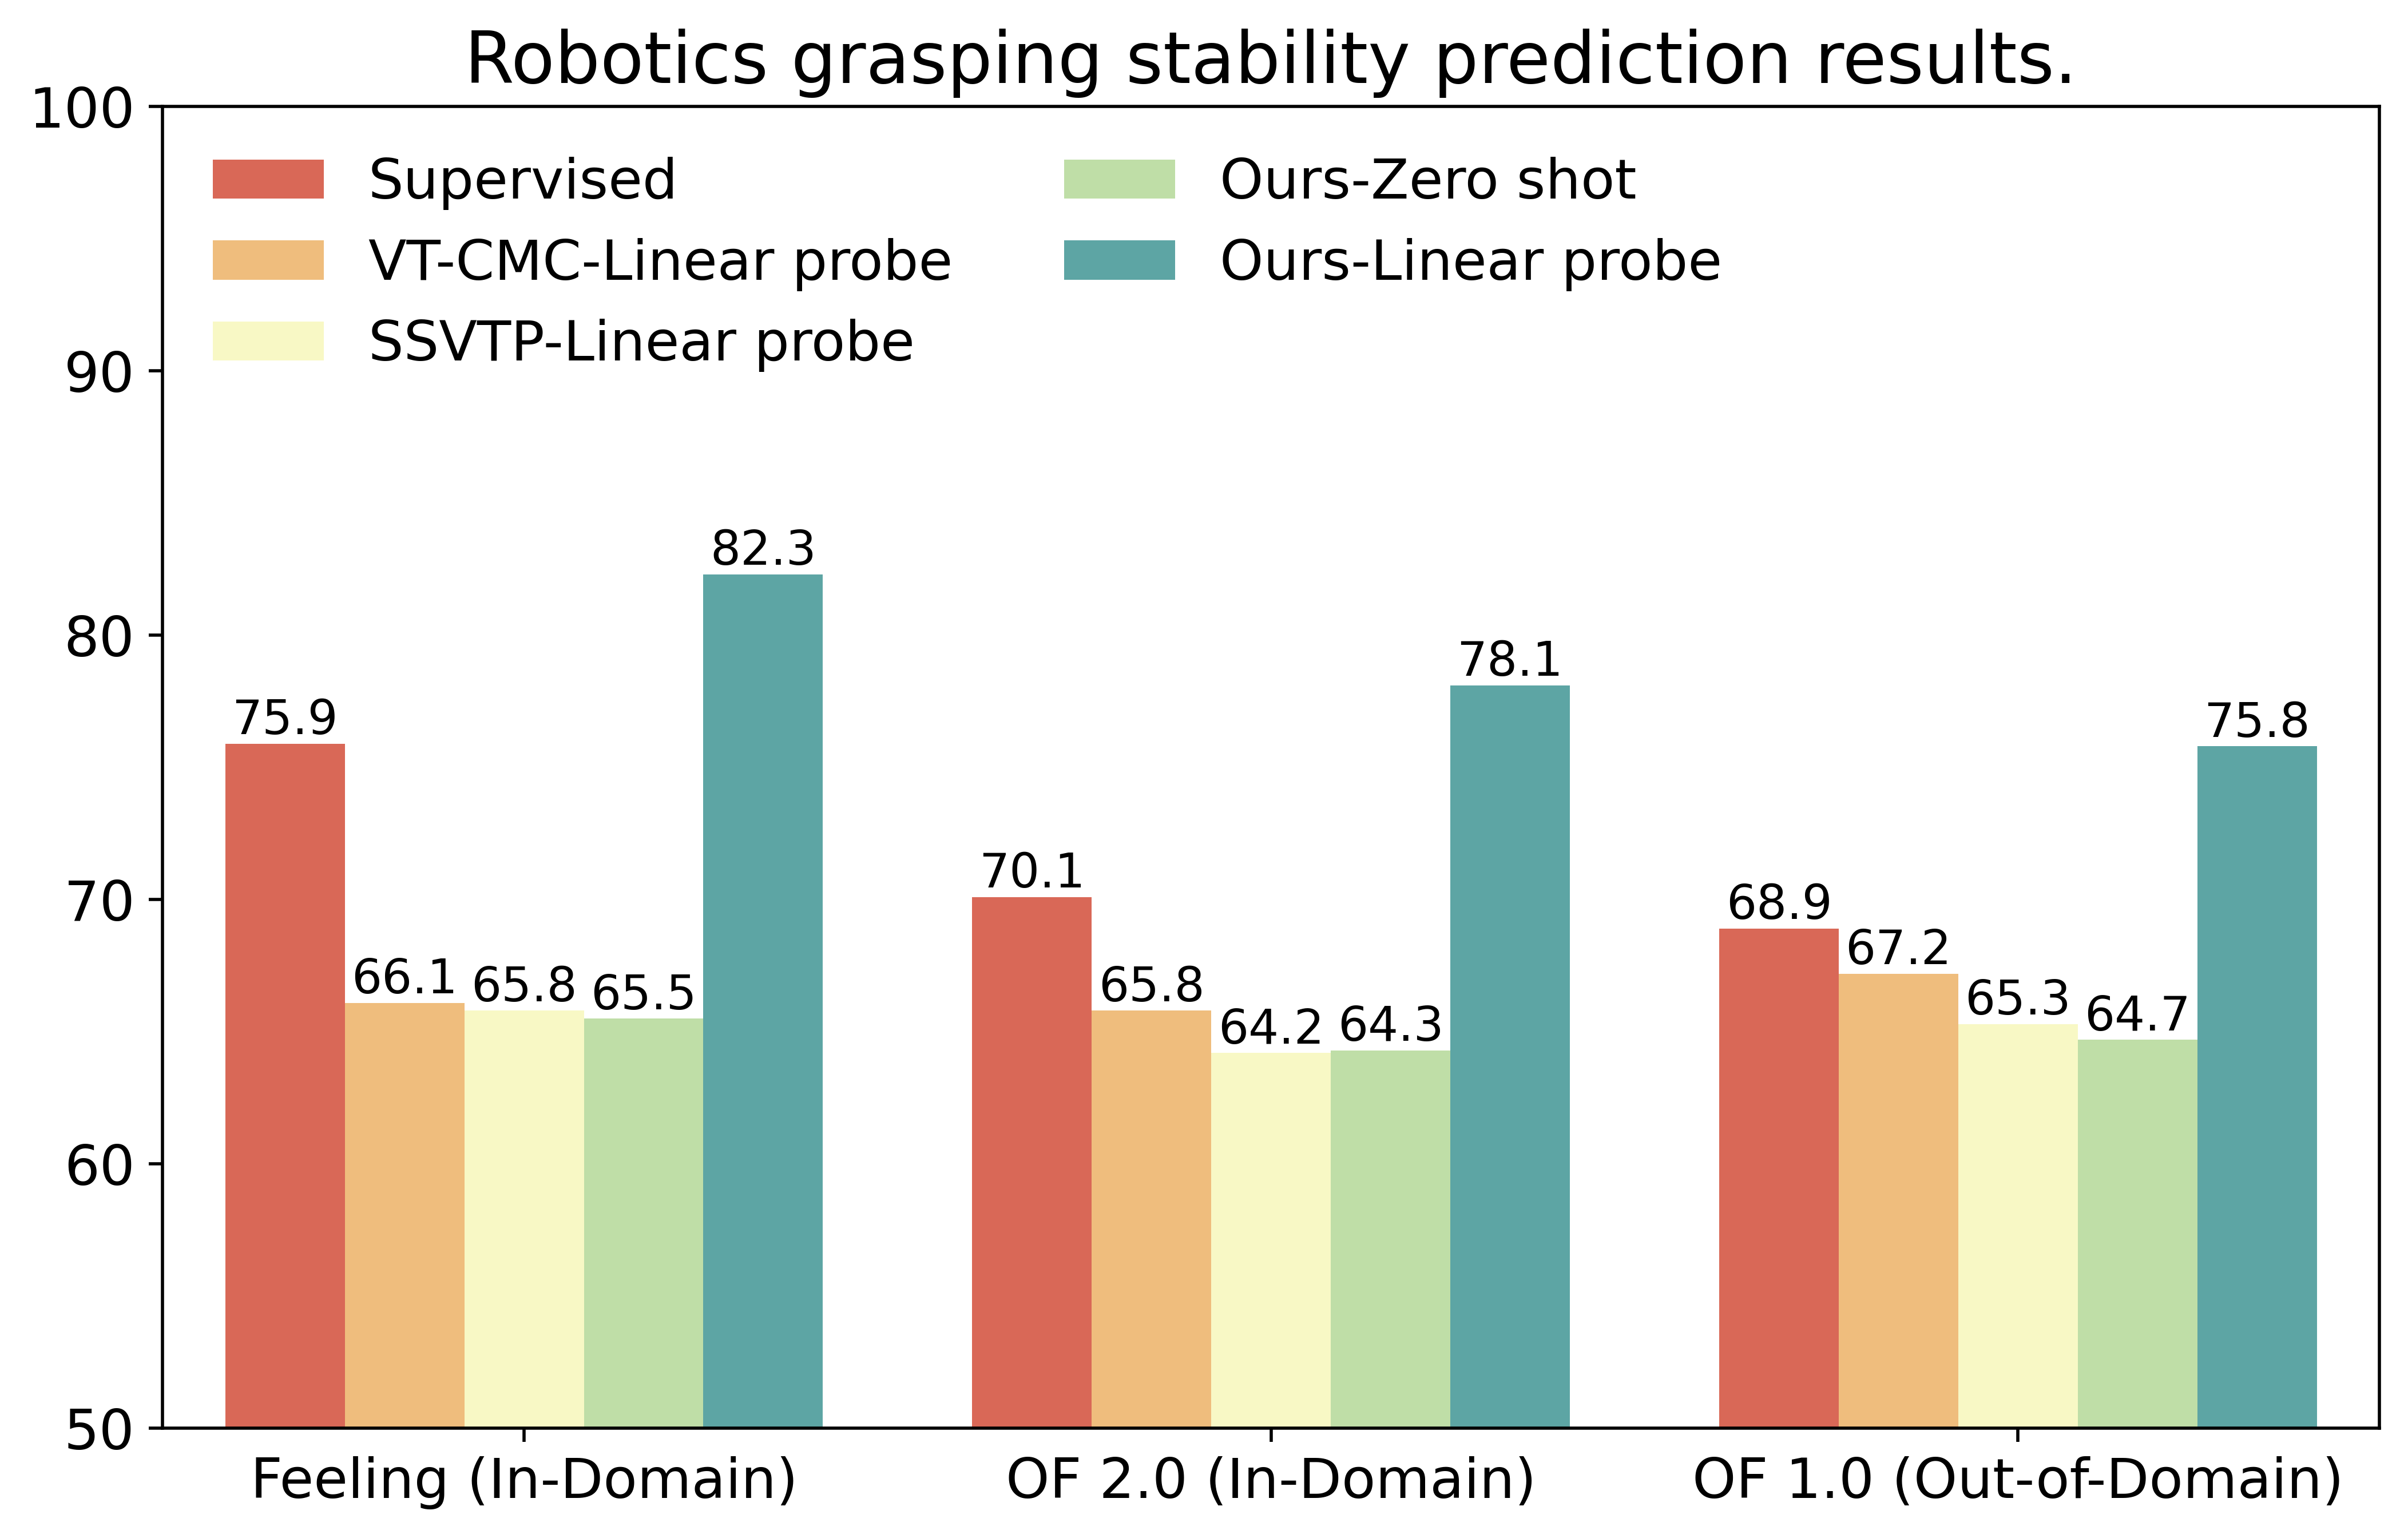 Robotics grasping stability prediction results.
100
90
80
70
60
50
Supervised
VT-CMC-Linear probe
SSVTP-Linear probe
Ours-Zero shot
Ours-Linear probe
75.9
66.1
65.8
65.5
82.3
70.1
65.8
64.2
64.3
78.1
68.9
67.2
65.3
64.7
75.8
Feeling (In-Domain)
OF 2.0 (In-Domain)
OF 1.0 (Out-of-Domain)